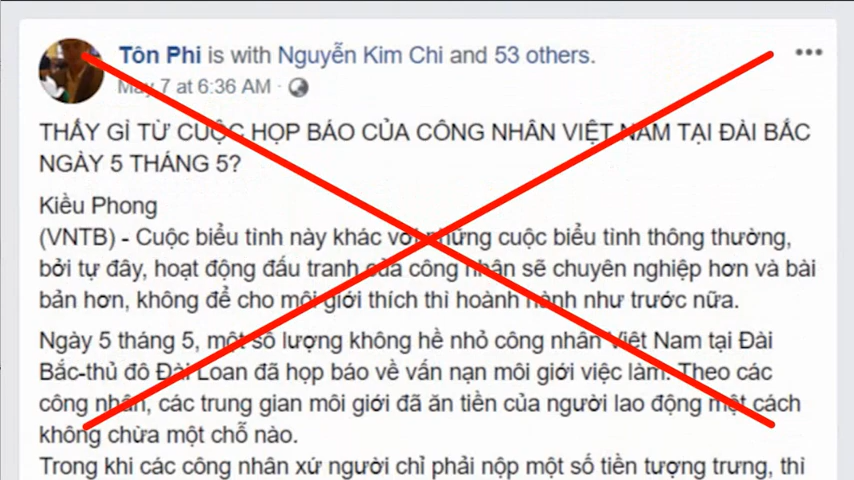 Tôn Phi is with Nguyễn Kim Chi and 53 others.
May 7 at 6:36 AM ·
THẤY GÌ TỪ CUỘC HỌP BÁO CỦA CÔNG NHÂN VIỆT NAM TẠI ĐÀI BẮC
NGÀY 5 THÁNG 5?
Kiều Phong
(VNTB) - Cuộc biểu tình này khác với những cuộc biểu tình thông thường,
bởi tự đây, hoạt động đấu tranh của công nhân sẽ chuyên nghiệp hơn và bài
bản hơn, không để cho môi giới thích thì hoành hành như trước nữa.
Ngày 5 tháng 5, một số lượng không hề nhỏ công nhân Việt Nam tại Đài
Bắc-thủ đô Đài Loan đã họp báo về vấn nạn môi giới việc làm. Theo các
công nhân, các trung gian môi giới đã ăn tiền của người lao động một cách
không chừa một chỗ nào.
Trong khi các công nhân xứ người chỉ phải nộp một số tiền tượng trưng, thì